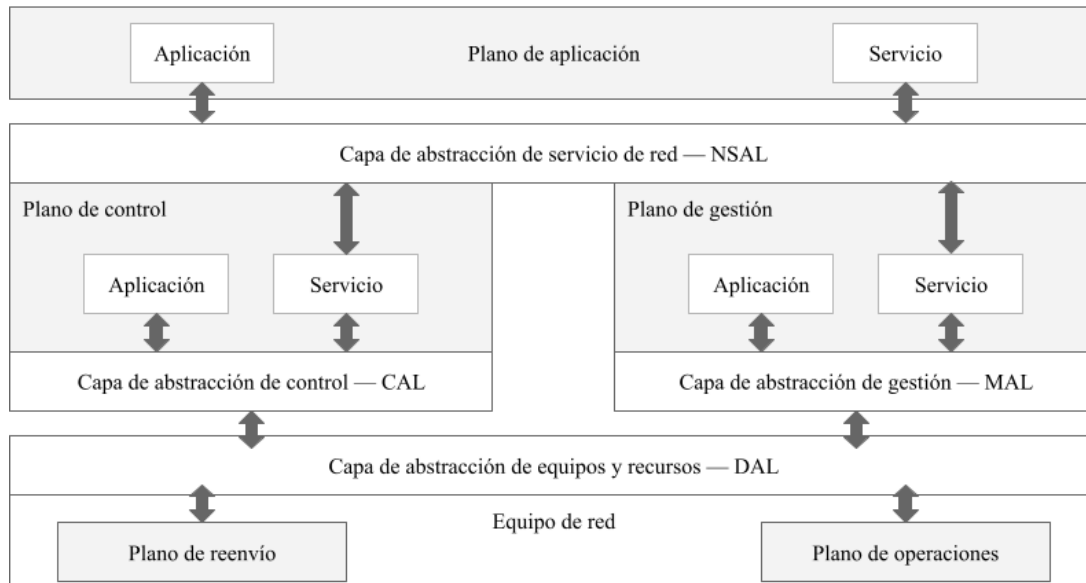 Aplicación
Plano de aplicación
Servicio
Capa de abstracción de servicio de red — NSAL
Plano de control
Aplicación
Servicio
Capa de abstracción de control — CAL
Plano de gestión
Aplicación
Servicio
Capa de abstracción de gestión — MAL
Capa de abstracción de equipos y recursos — DAL
Equipo de red
Plano de reenvío
Plano de operaciones